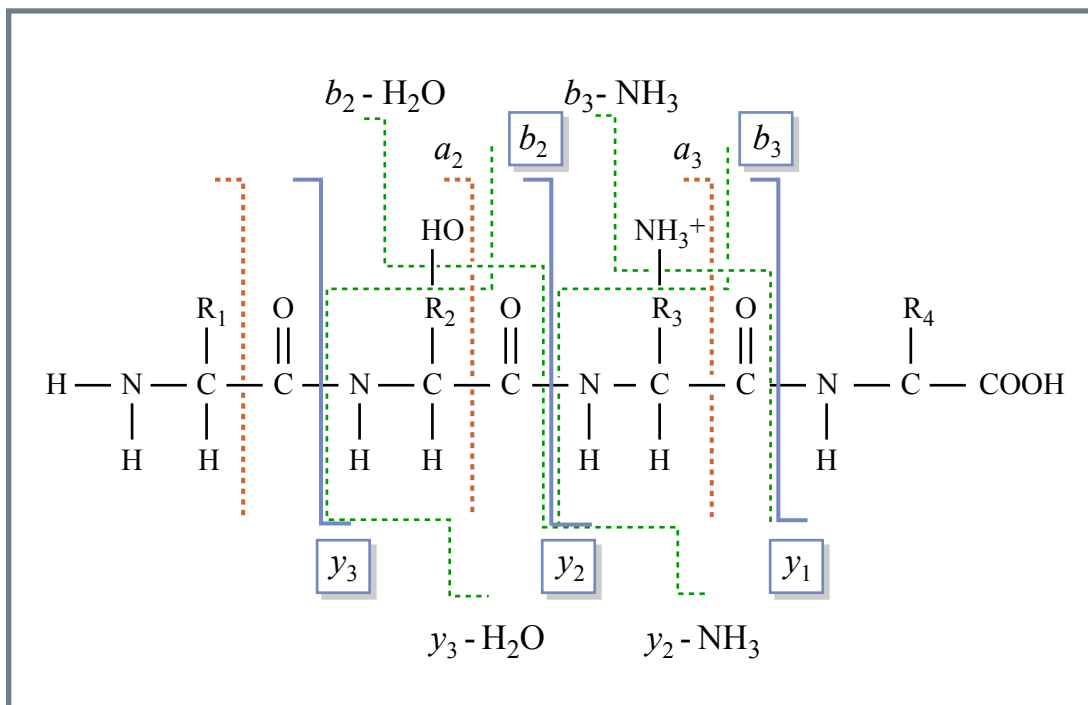 b₂ - H₂O b₃- NH₃
a₂ b₂ a₃ b₃
HO NH₃⁺
R₁ O R₂ O R₃ O R₄
H N C C N C C N C C N C COOH
H H H H H H H
y₃ y₂ y₁
y₃ - H₂O y₂ - NH₃